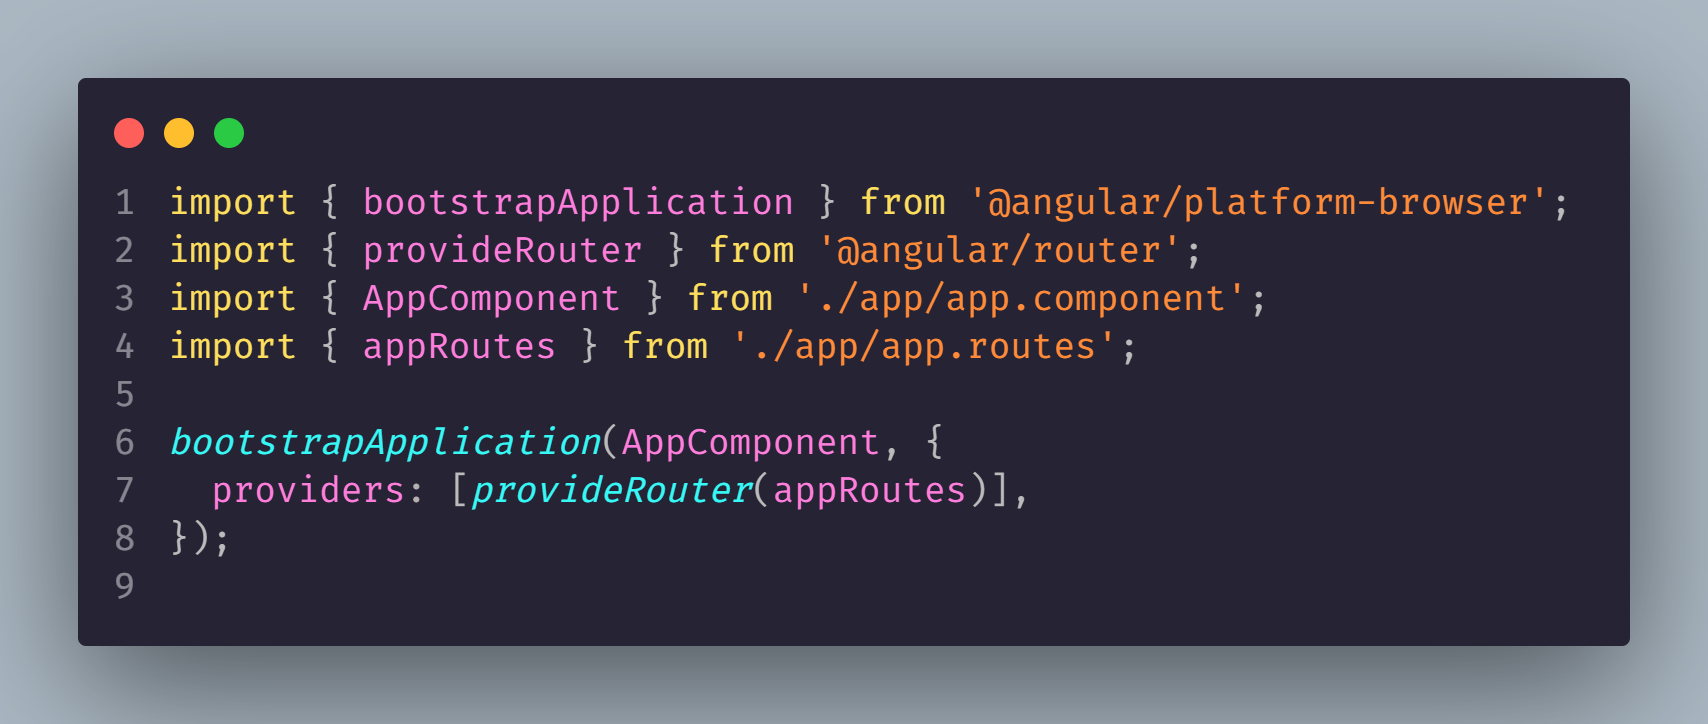 1 import { bootstrapApplication } from '@angular/platform-browser';
2 import { provideRouter } from '@angular/router';
3 import { AppComponent } from './app/app.component';
4 import { appRoutes } from './app/app.routes';
5
6 bootstrapApplication(AppComponent, {
7   providers: [provideRouter(appRoutes)],
8 });
9